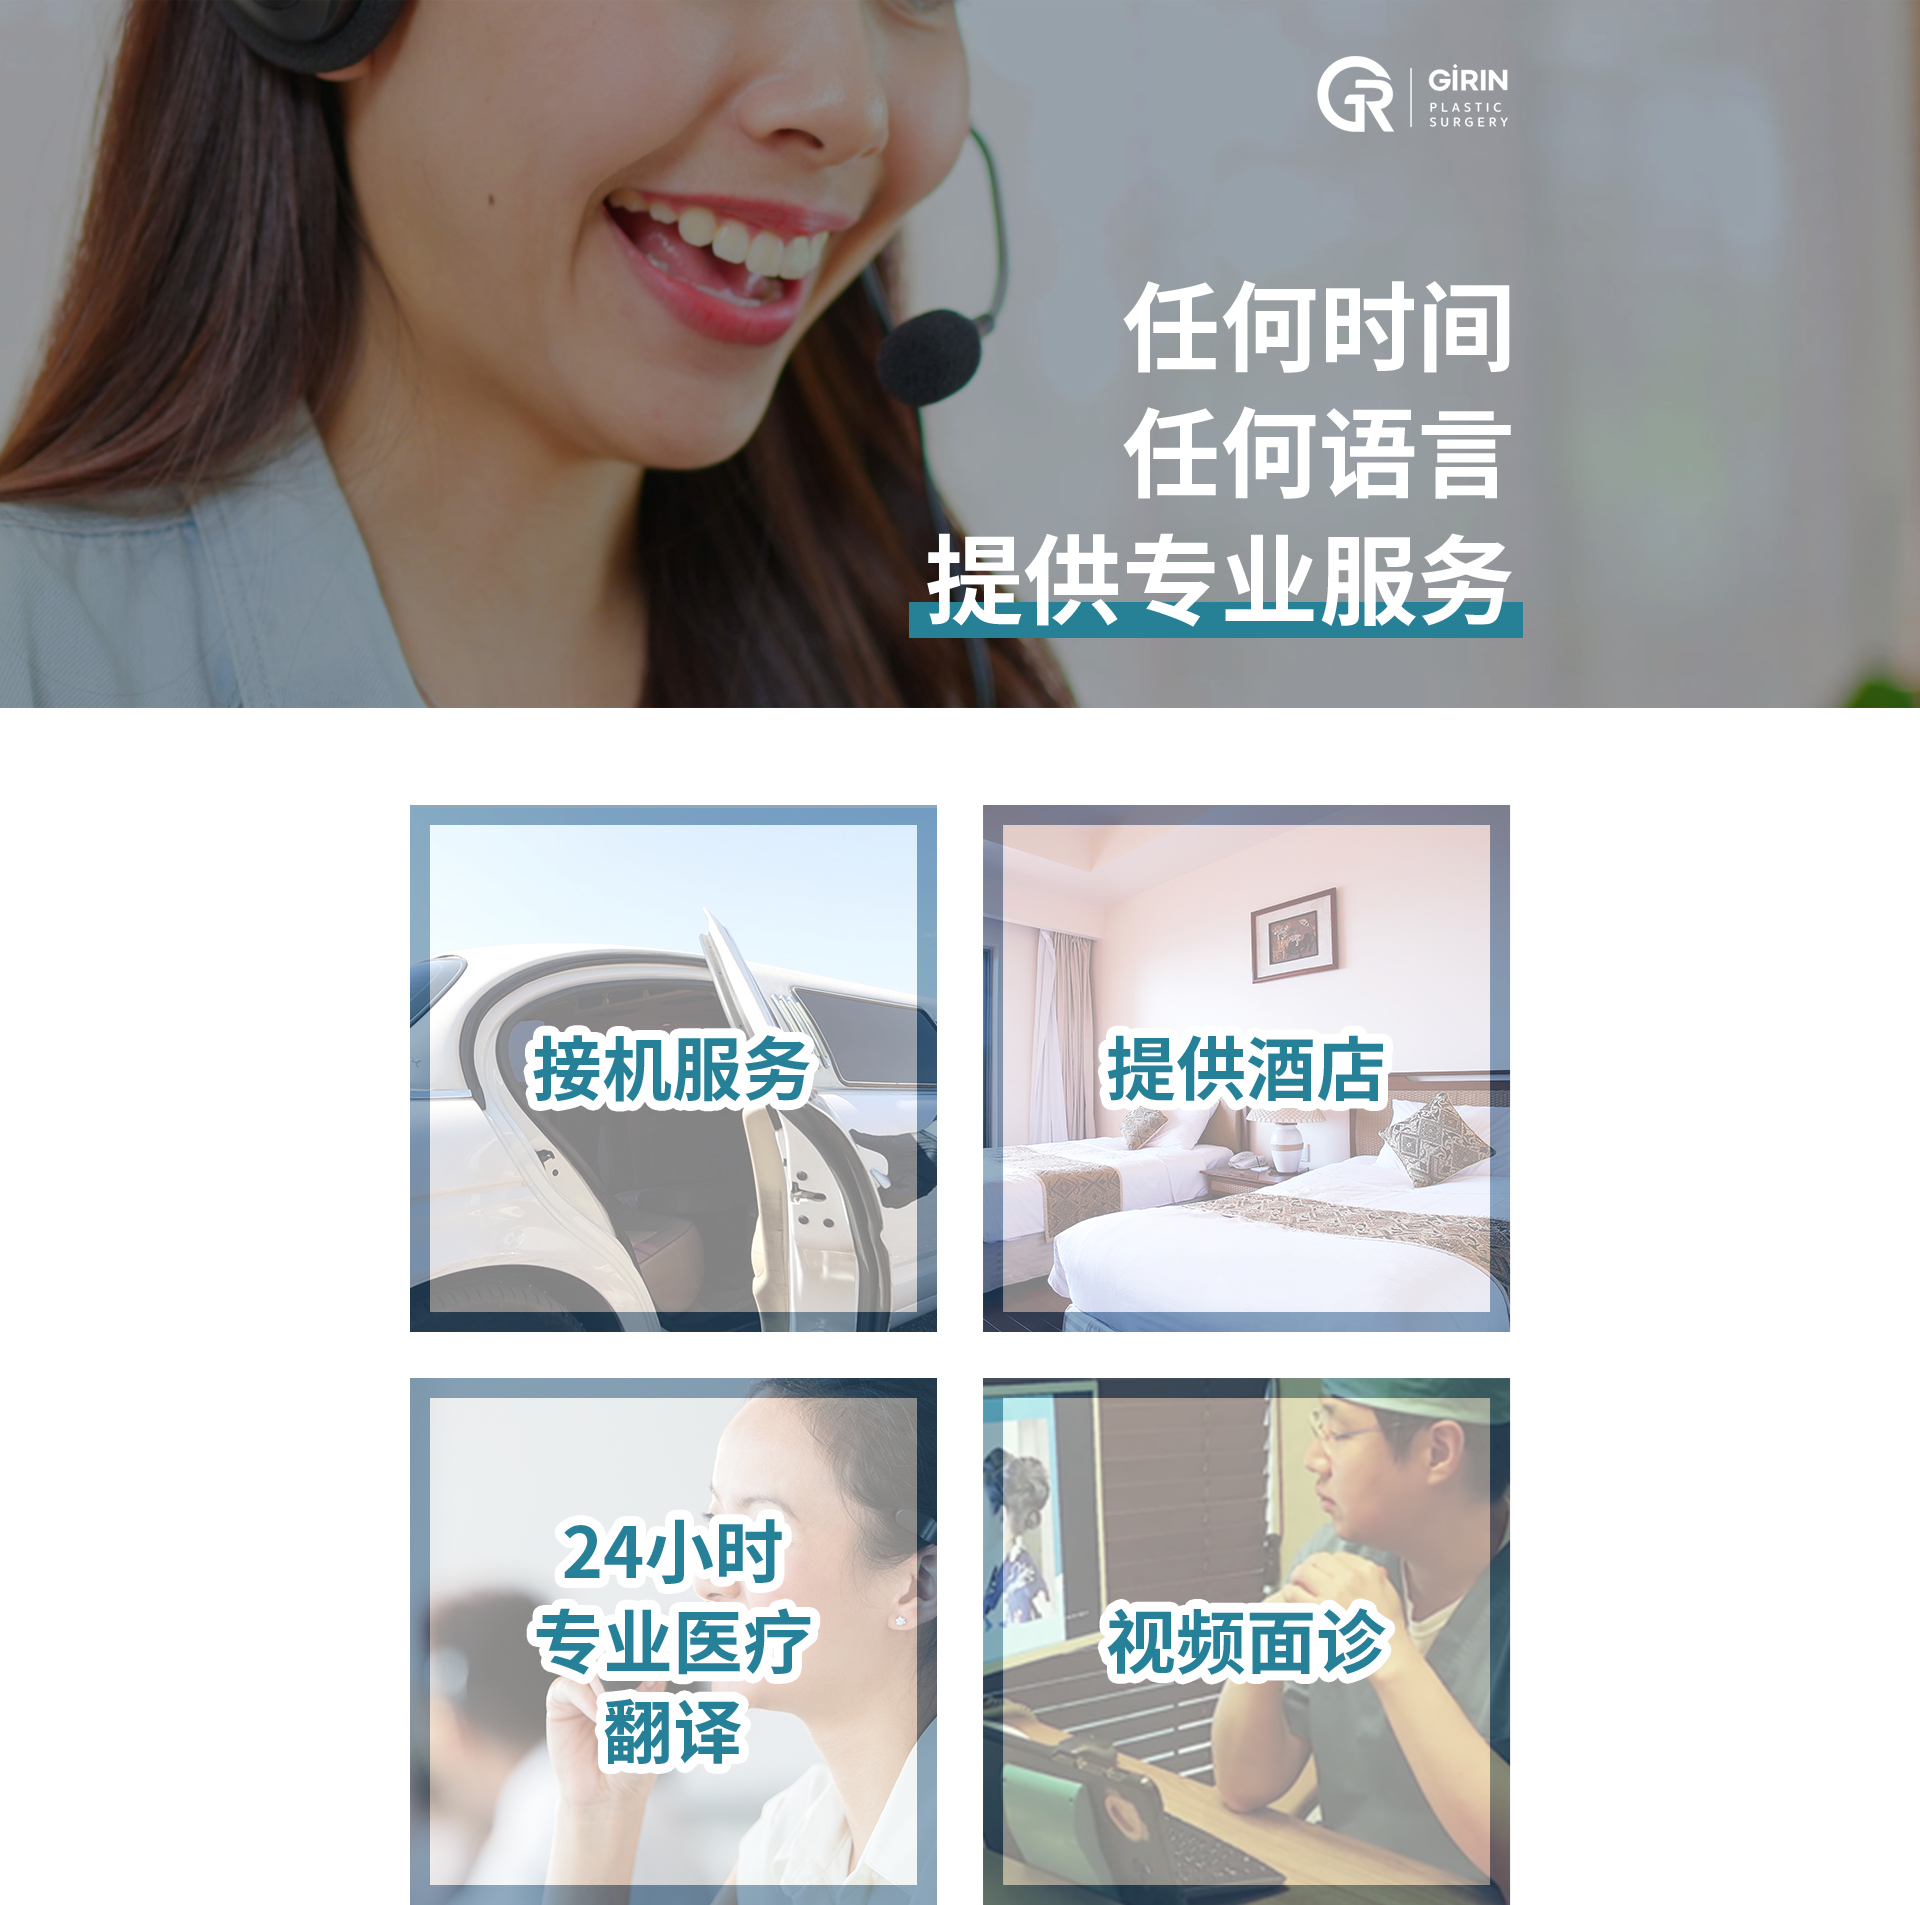 GR
GIRIN
PLASTIC
SURGERY
任何时间
任何语言
提供专业服务
接机服务
提供酒店
24小时
专业医疗
翻译
视频面诊